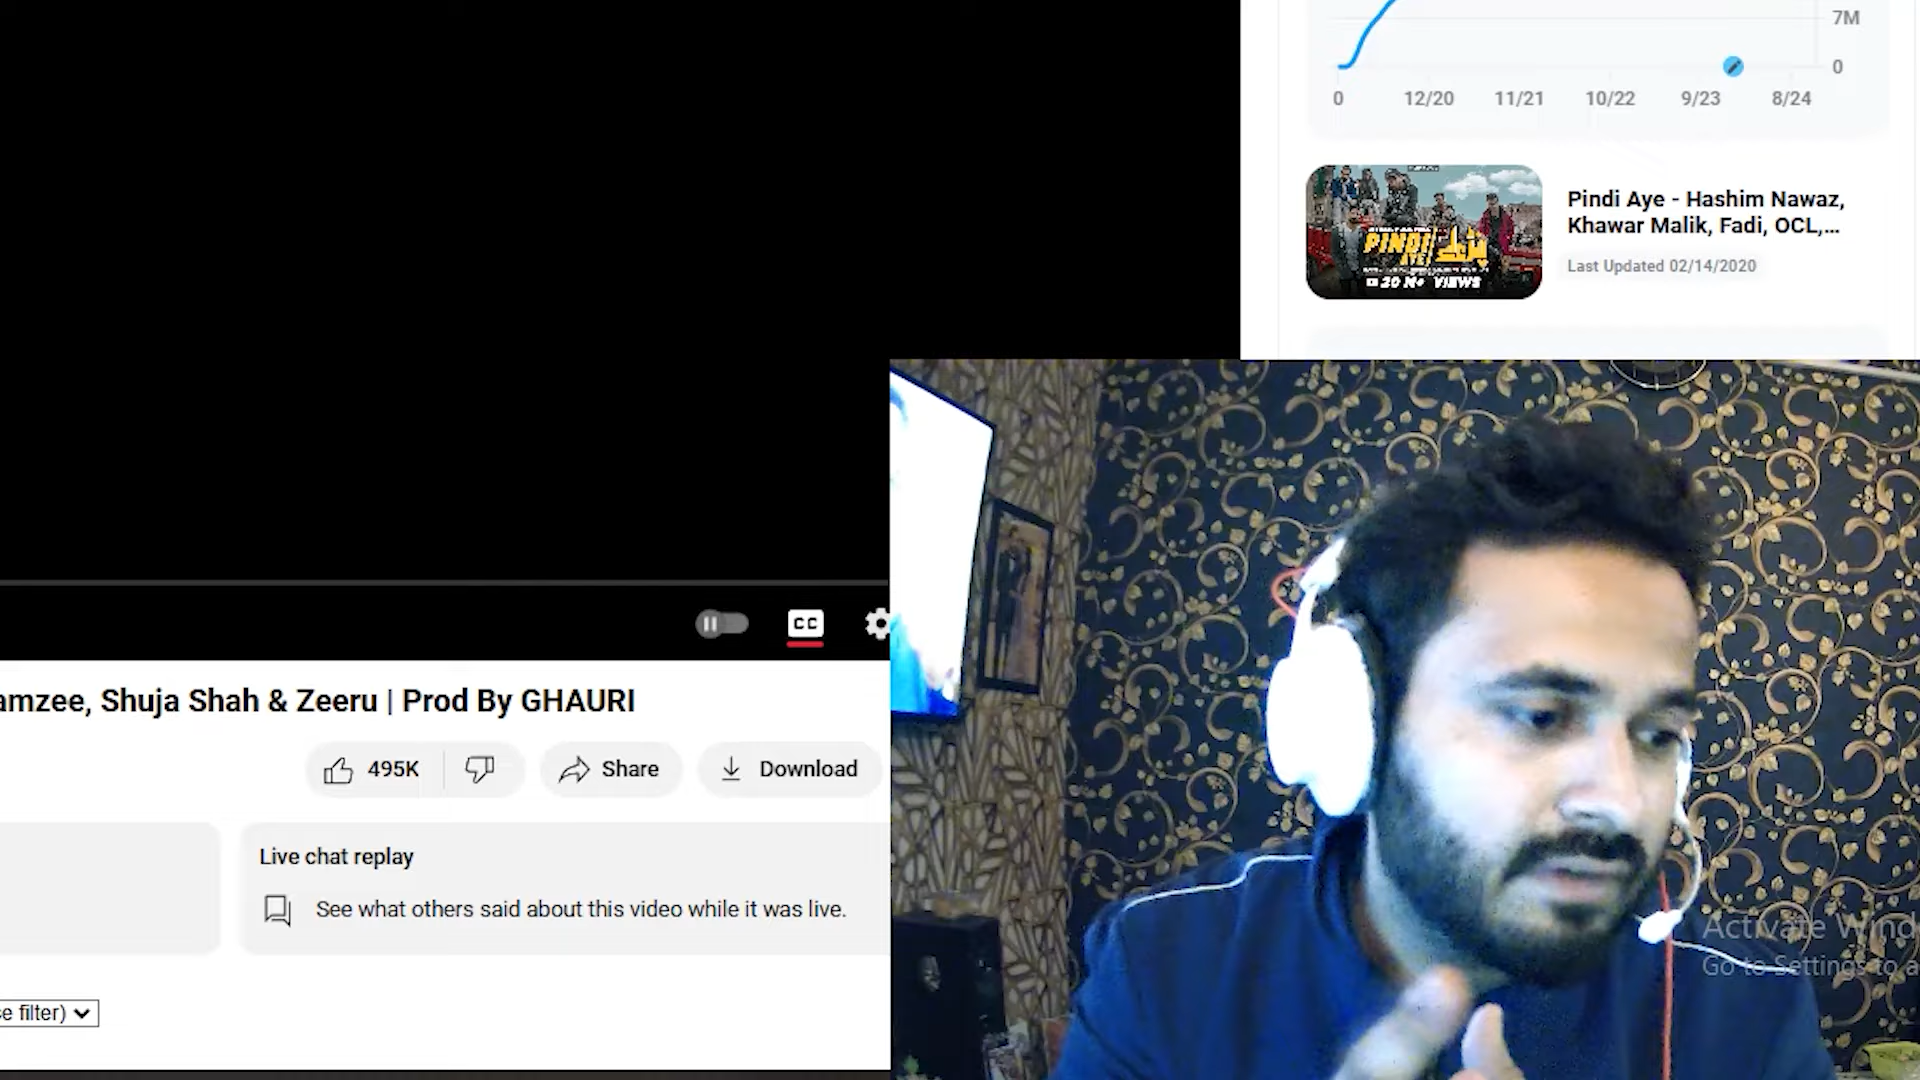 7M
0
0 12/20 11/21 10/22 9/23 8/24
Pindi Aye - Hashim Nawaz,
Khawar Malik, Fadi, OCL,...
Last Updated 02/14/2020
PINDI
AYE
20 M+ VIEWS
CC
amzee, Shuja Shah & Zeeru | Prod By GHAURI
495K Share Download
Live chat replay
See what others said about this video while it was live.
se filter)
Activate Wind
Go to Settings to a